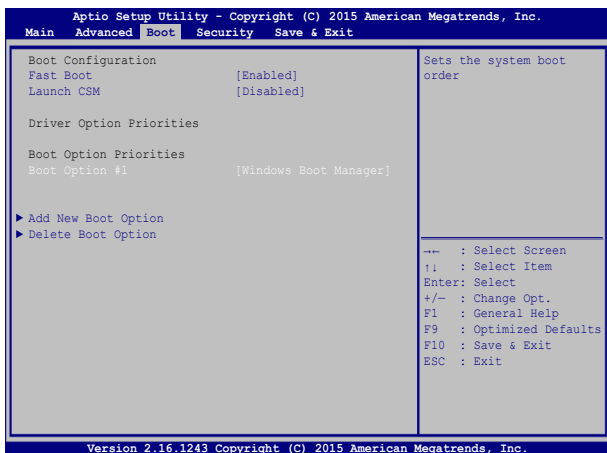 Aptio Setup Utility - Copyright (C) 2015 American Megatrends, Inc.
Main Advanced Boot Security Save & Exit
Boot Configuration
Fast Boot [Enabled]
Launch CSM [Disabled]
Driver Option Priorities
Boot Option Priorities
Boot Option #1 [Windows Boot Manager]
▶ Add New Boot Option
▶ Delete Boot Option
Sets the system boot
order
→← : Select Screen
↑↓ : Select Item
Enter: Select
+/— : Change Opt.
F1 : General Help
F9 : Optimized Defaults
F10 : Save & Exit
ESC : Exit
Version 2.16.1243 Copyright (C) 2015 American Megatrends, Inc.